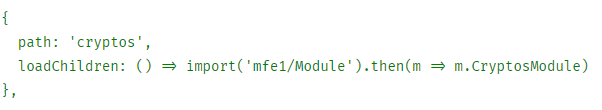 {
  path: 'cryptos',
  loadChildren: () => import('mfe1/Module').then(m => m.CryptosModule)
},